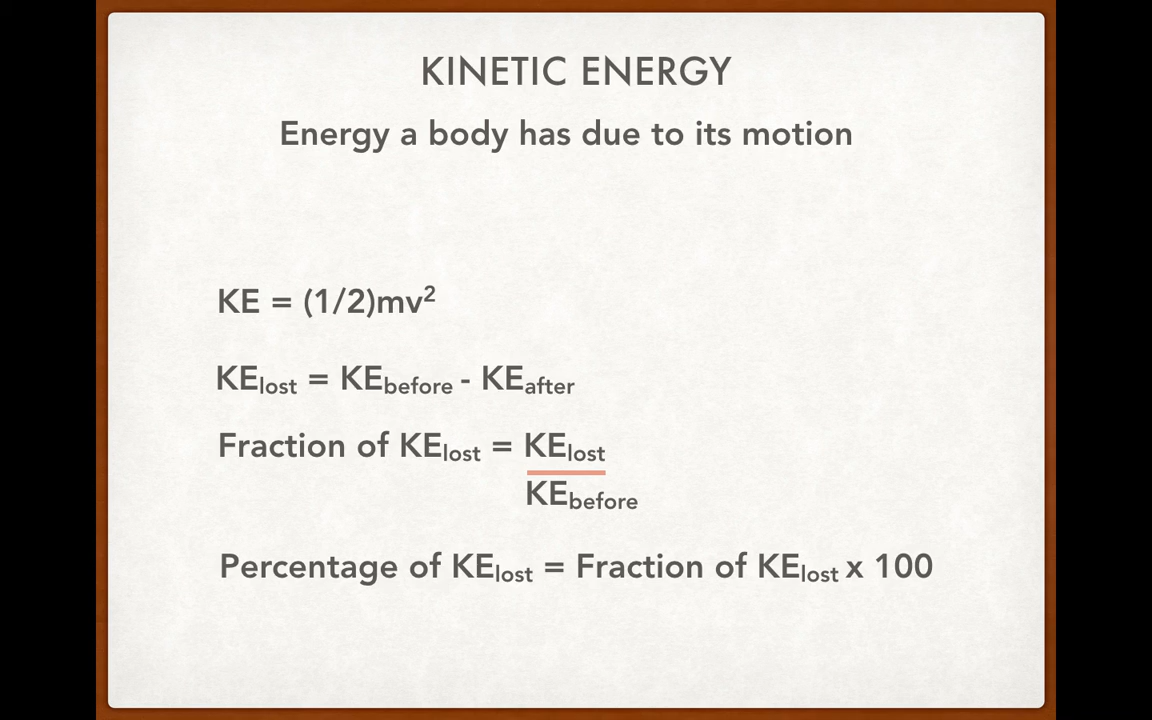 KINETIC ENERGY
Energy a body has due to its motion
KE = (1/2)mv²
KElost = KEbefore - KEafter
Fraction of KElost = KElost
KEbefore
Percentage of KElost = Fraction of KElost x 100